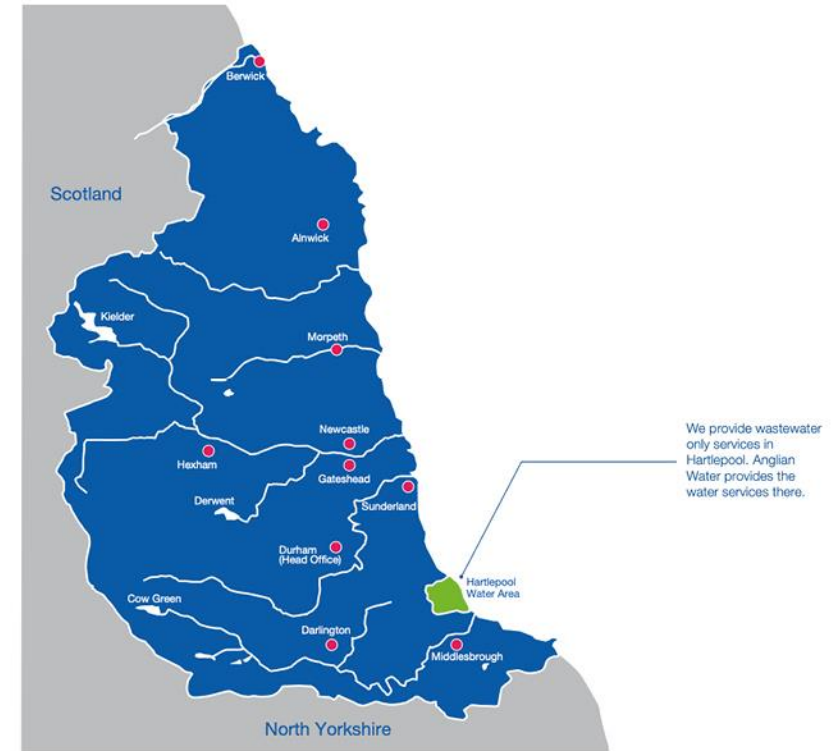 Berwick
Scotland
Alnwick
Kielder
Morpeth
Newcastle
Hexham
Gateshead
Derwent
Sunderland
Durham
(Head Office)
Cow Green
Hartlepool
Water Area
Darlington
Middlesbrough
North Yorkshire
We provide wastewater
only services in
Hartlepool. Anglian
Water provides the
water services there.